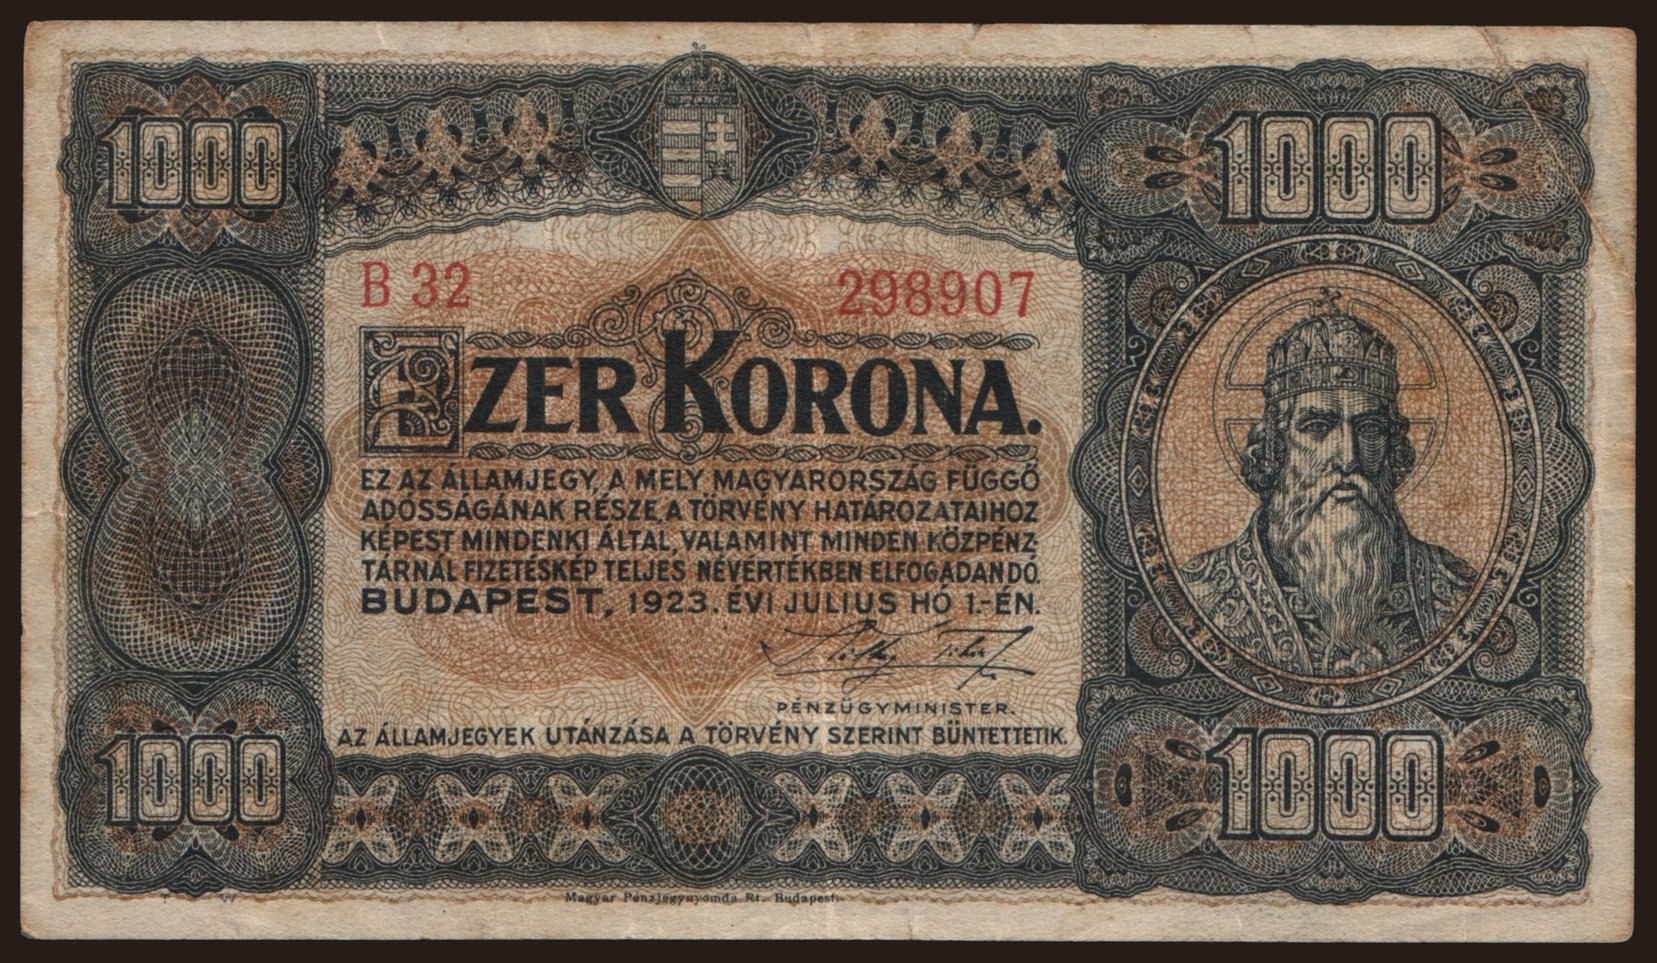 1000 1000
B 32 298907
EZER KORONA.
EZ AZ ÁLLAMJEGY, A MELY MAGYARORSZÁG FÜGGŐ
ADÓSSÁGÁNAK RÉSZE, A TÖRVÉNY HATÁROZATAIHOZ
KÉPEST MINDENKI ÁLTAL, VALAMINT MINDEN KÖZPÉNZ,
TÁRNÁL FIZETÉSKÉP TELJES NÉVÉRTÉKBEN ELFOGADANDÓ.
BUDAPEST, 1923. ÉVI JULIUS HÓ 1.-ÉN.
PÉNZÜGYMINISTER.
AZ ÁLLAMJEGYEK UTÁNZÁSA A TÖRVÉNY SZERINT BÜNTETTETIK.
1000 1000
Magyar Pénzjegynyomda Rt. Budapest.